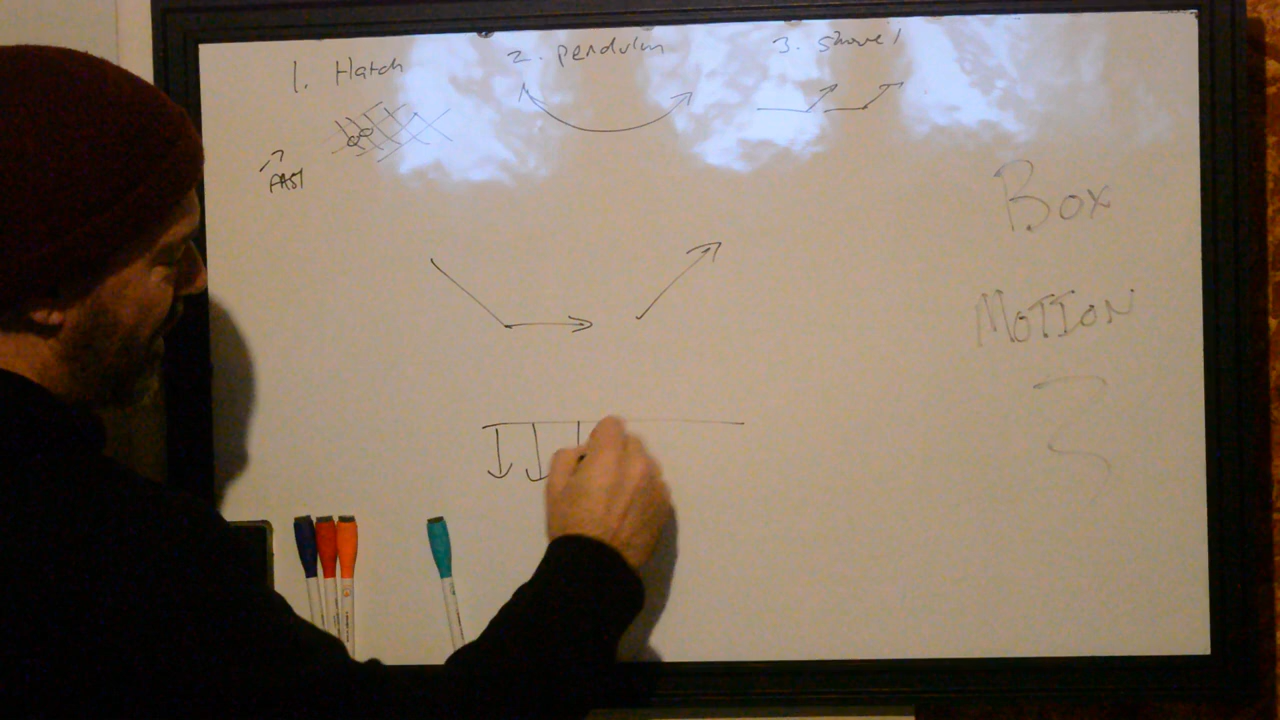 1. Hatch
2. pendulum
3. shovel
FAST
BOX
MOTION